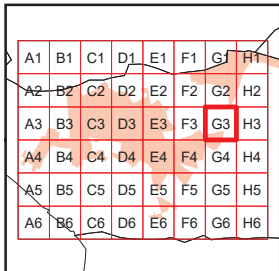 A1 B1 C1 D1 E1 F1 G1 H1
A2 B2 C2 D2 E2 F2 G2 H2
A3 B3 C3 D3 E3 F3 G3 H3
A4 B4 C4 D4 E4 F4 G4 H4
A5 B5 C5 D5 E5 F5 G5 H5
A6 B6 C6 D6 E6 F6 G6 H6